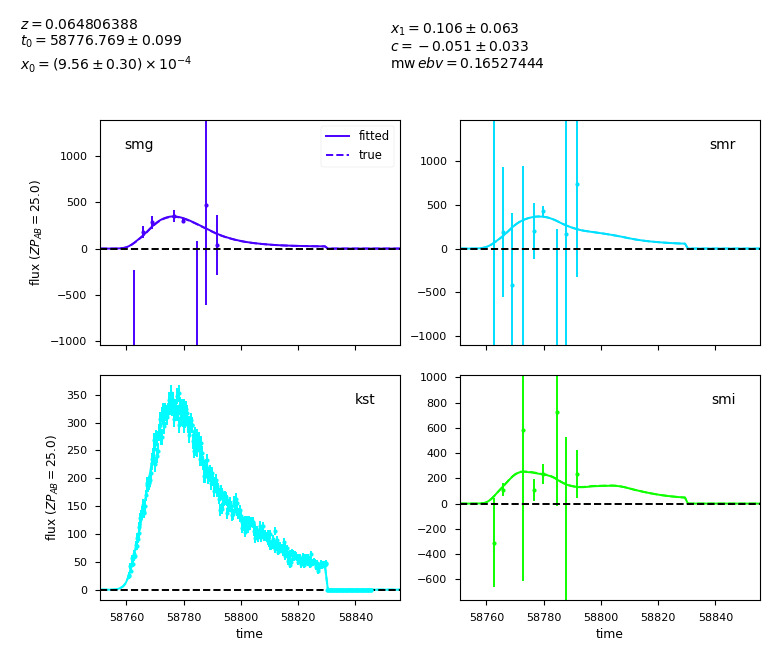 z = 0.064806388
t₀ = 58776.769 ± 0.099
x₀ = (9.56 ± 0.30) × 10⁻⁴
x₁ = 0.106 ± 0.063
c = −0.051 ± 0.033
mw ebv = 0.16527444
smg
fitted
true
1000
500
0
−500
−1000
flux (ZP_AB = 25.0)
smr
1000
500
0
−500
−1000
kst
350
300
250
200
150
100
50
0
flux (ZP_AB = 25.0)
58760 58780 58800 58820 58840
time
smi
1000
800
600
400
200
0
−200
−400
−600
58760 58780 58800 58820 58840
time